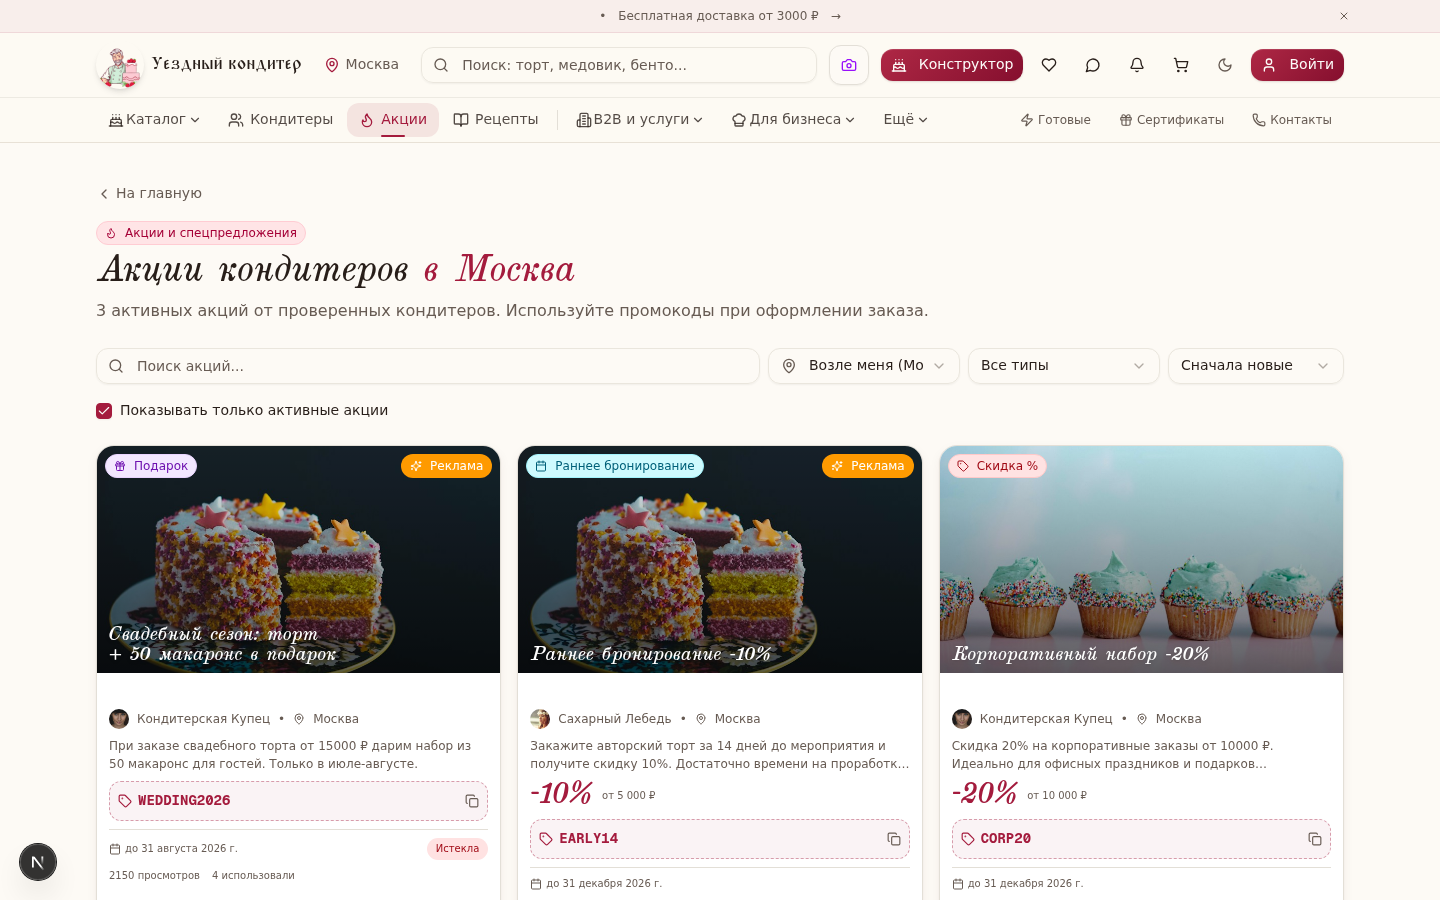 • Бесплатная доставка от 3000 ₽ →
Уездный кондитер
Москва
Поиск: торт, медовик, бенто...
Конструктор
Войти
Каталог
Кондитеры
Акции
Рецепты
B2B и услуги
Для бизнеса
Ещё
Готовые
Сертификаты
Контакты
На главную
Акции и спецпредложения
Акции кондитеров в Москва
3 активных акций от проверенных кондитеров. Используйте промокоды при оформлении заказа.
Поиск акций...
Возле меня (Мо
Все типы
Сначала новые
Показывать только активные акции
Подарок
Реклама
Свадебный сезон: торт
+ 50 макаронс в подарок
Кондитерская Купец • Москва
При заказе свадебного торта от 15000 ₽ дарим набор из
50 макаронс для гостей. Только в июле-августе.
WEDDING2026
до 31 августа 2026 г.
Истекла
2150 просмотров 4 использовали
Раннее бронирование
Реклама
Раннее бронирование -10%
Сахарный Лебедь • Москва
Закажите авторский торт за 14 дней до мероприятия и
получите скидку 10%. Достаточно времени на проработк...
-10% от 5 000 ₽
EARLY14
до 31 декабря 2026 г.
Скидка %
Корпоративный набор -20%
Кондитерская Купец • Москва
Скидка 20% на корпоративные заказы от 10000 ₽.
Идеально для офисных праздников и подарков...
-20% от 10 000 ₽
CORP20
до 31 декабря 2026 г.
N